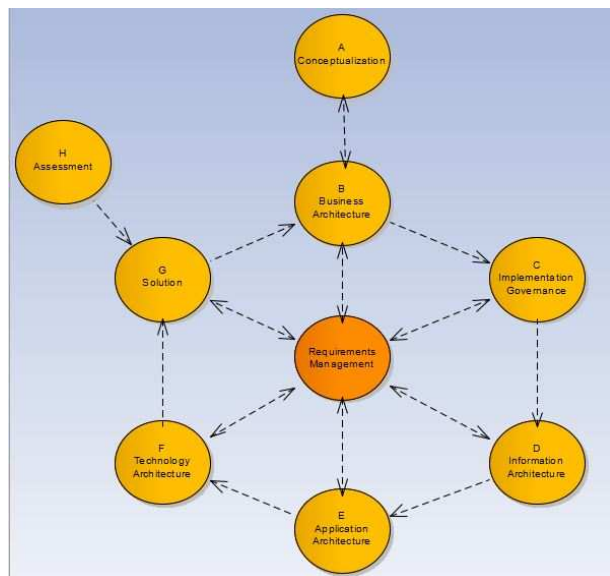 A
Conceptualization
H
Assessment
B
Business
Architecture
G
Solution
C
Implementation
Governance
Requirements
Management
F
Technology
Architecture
D
Information
Architecture
E
Application
Architecture